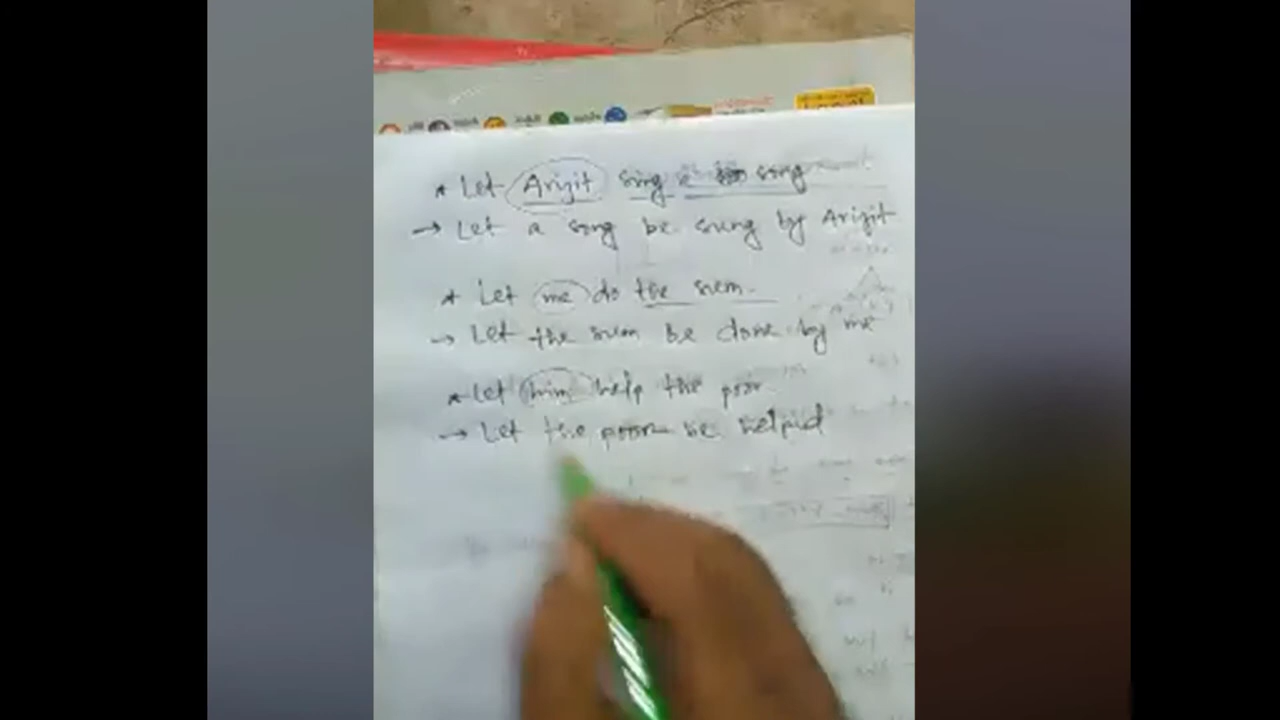 * Let Arijit sing a song
→ Let a song be sung by Arijit
* Let me do the sum.
→ Let the sum be done by me
* Let him help the poor
→ Let the poor be helped